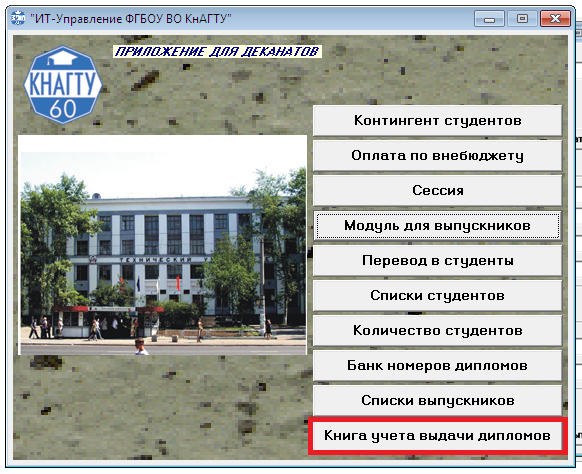 "ИТ-Управление ФГБОУ ВО КнАГТУ"
ПРИЛОЖЕНИЕ ДЛЯ ДЕКАНАТОВ
КНАГТУ
60
Контингент студентов
Оплата по внебюджету
Сессия
Модуль для выпускников
Перевод в студенты
Списки студентов
Количество студентов
Банк номеров дипломов
Списки выпускников
Книга учета выдачи дипломов
ТЕХНИЧЕСКИЙ